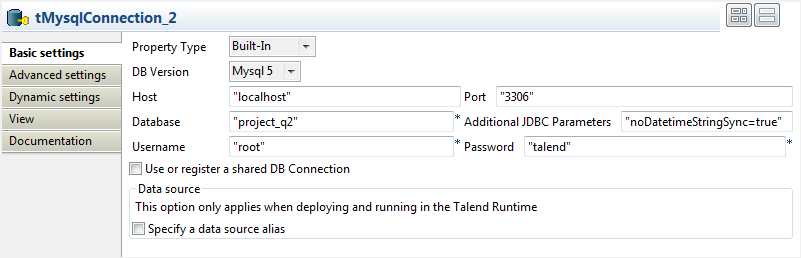 tMysqlConnection_2
Basic settings
Advanced settings
Dynamic settings
View
Documentation
Property Type Built-In
DB Version Mysql 5
Host "localhost" Port "3306"
Database "project_q2" * Additional JDBC Parameters "noDatetimeStringSync=true"
Username "root" * Password "talend" *
Use or register a shared DB Connection
Data source
This option only applies when deploying and running in the Talend Runtime
Specify a data source alias